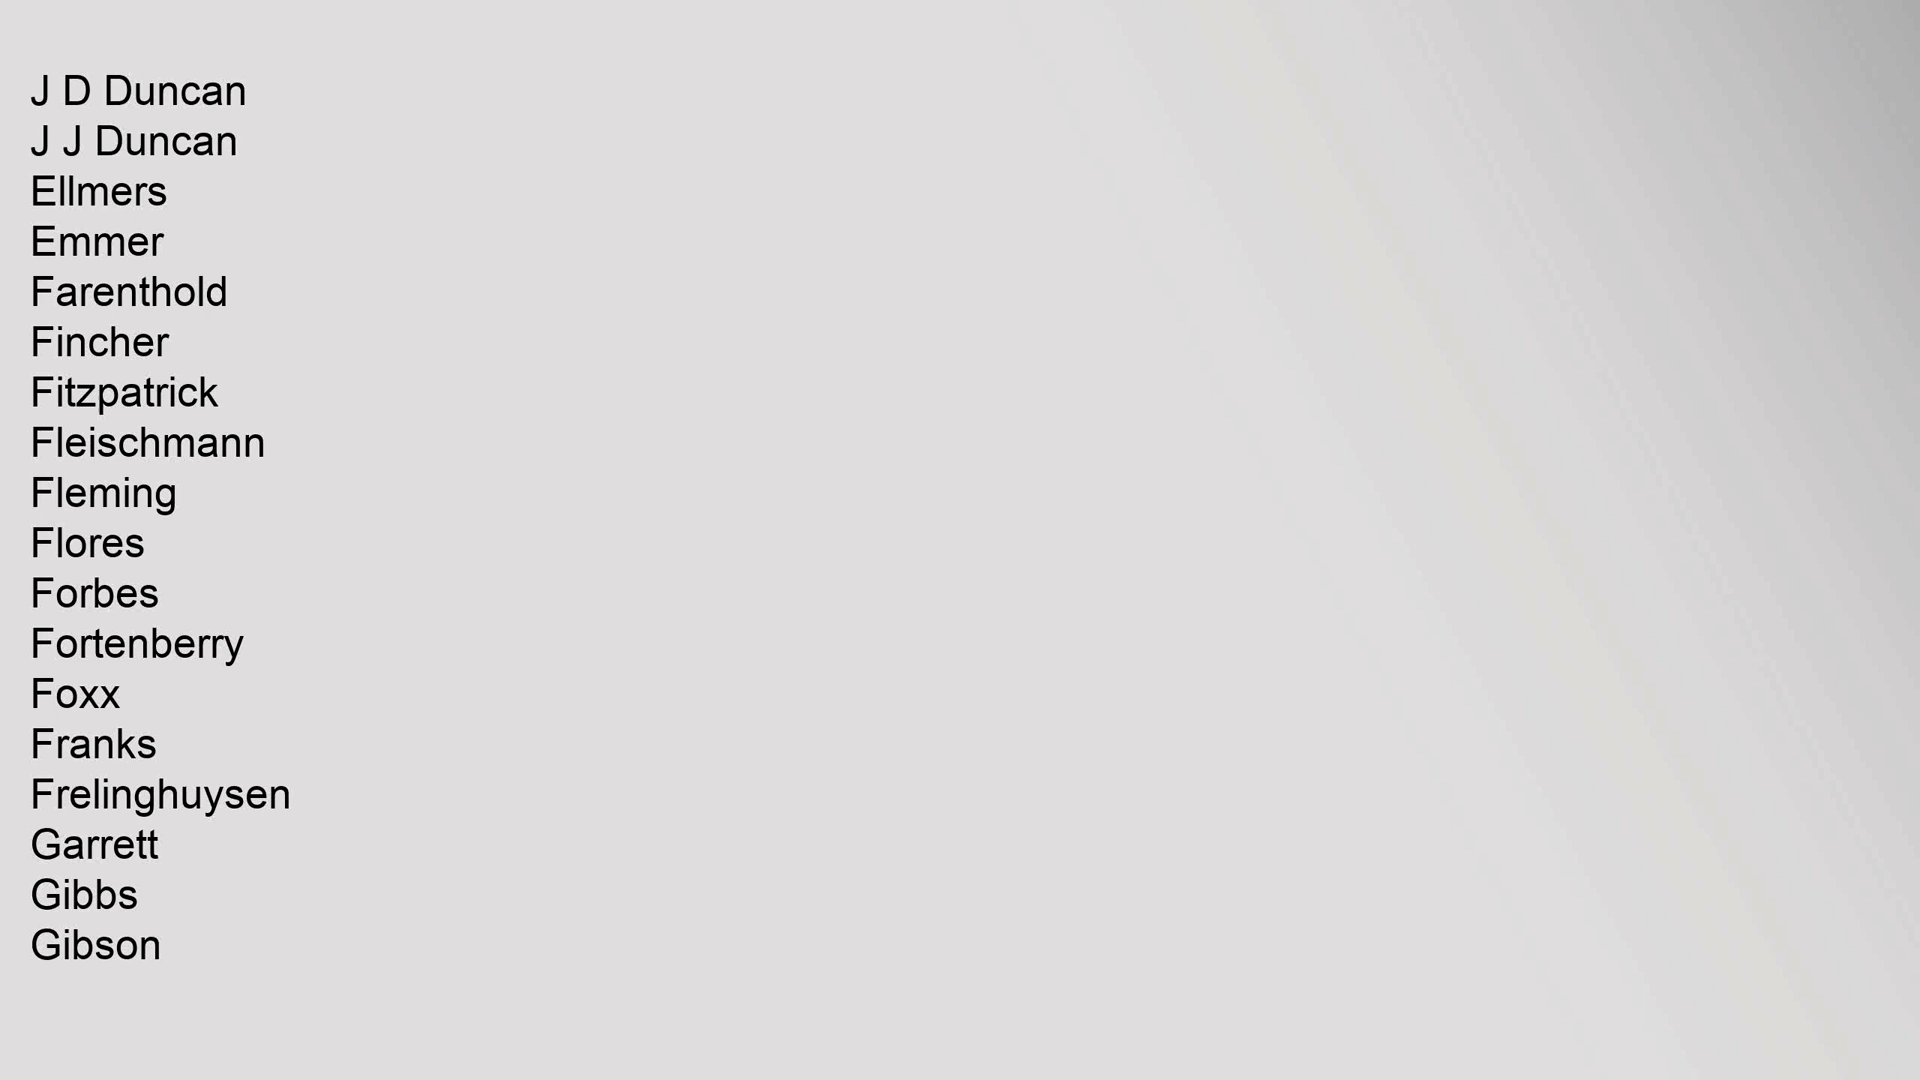 J D Duncan
J J Duncan
Ellmers
Emmer
Farenthold
Fincher
Fitzpatrick
Fleischmann
Fleming
Flores
Forbes
Fortenberry
Foxx
Franks
Frelinghuysen
Garrett
Gibbs
Gibson